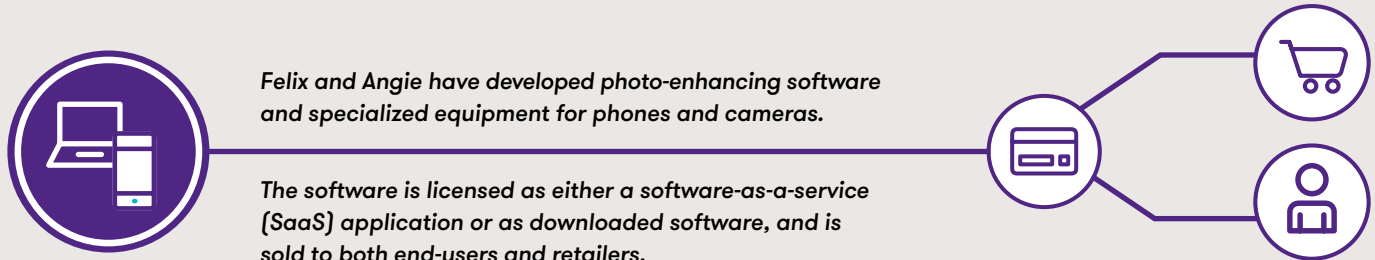 Felix and Angie have developed photo-enhancing software
and specialized equipment for phones and cameras.
The software is licensed as either a software-as-a-service
(SaaS) application or as downloaded software, and is
sold to both end-users and retailers.